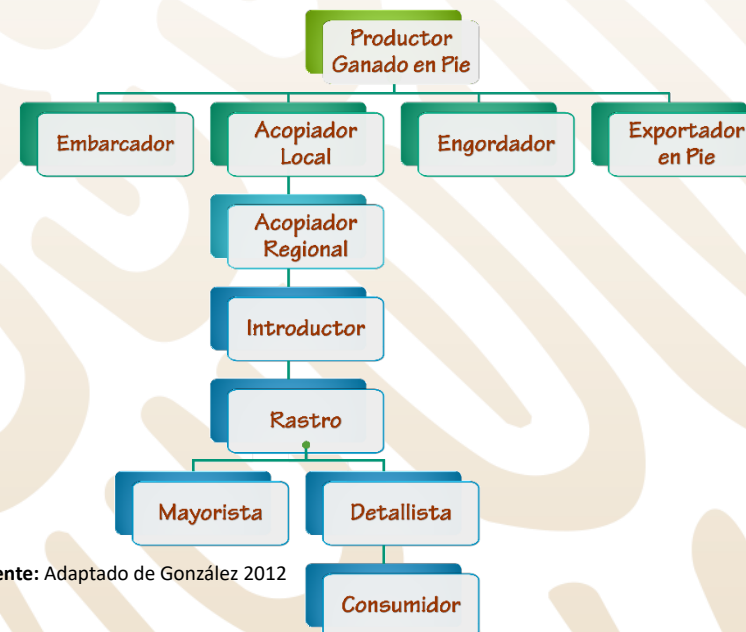 Productor
Ganado en Pie
Embarcador
Acopiador
Local
Engordador
Exportador
en Pie
Acopiador
Regional
Introductor
Rastro
Mayorista
Detallista
ente: Adaptado de González 2012
Consumidor